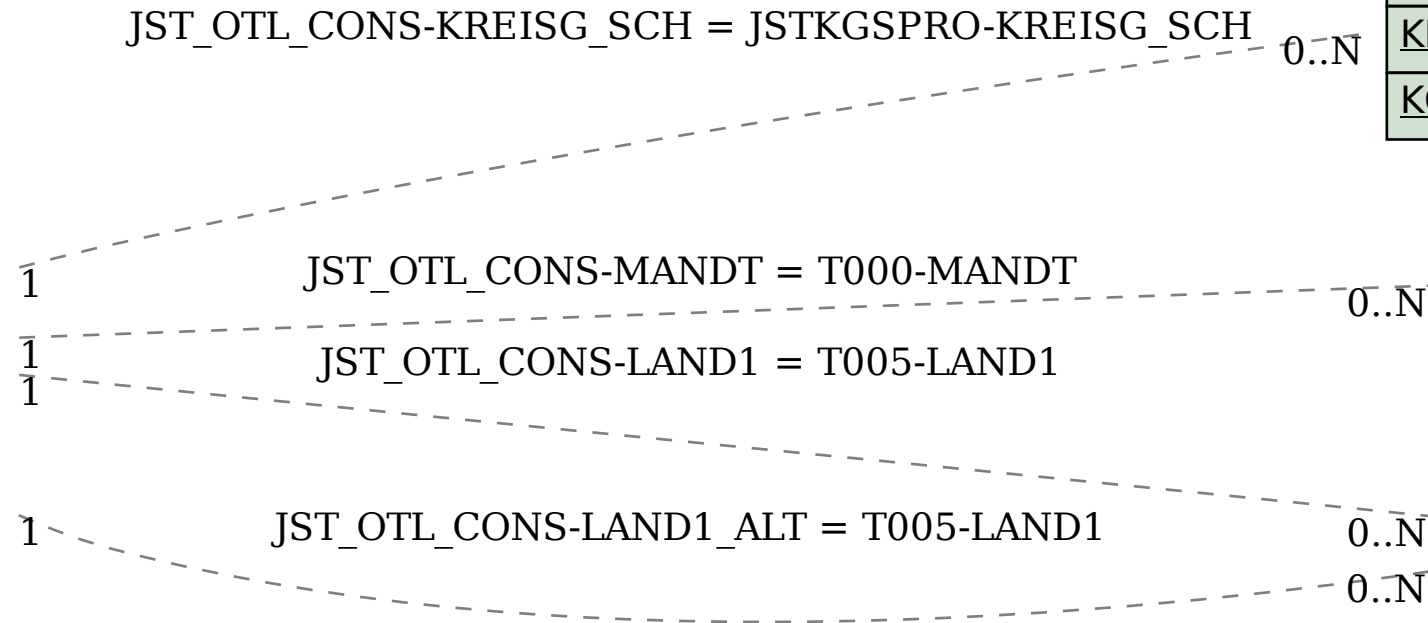 JST_OTL_CONS-KREISG_SCH = JSTKGSPRO-KREISG_SCH
0..N
1
JST_OTL_CONS-MANDT = T000-MANDT
0..N
1
JST_OTL_CONS-LAND1 = T005-LAND1
1
JST_OTL_CONS-LAND1_ALT = T005-LAND1
1
0..N
0..N